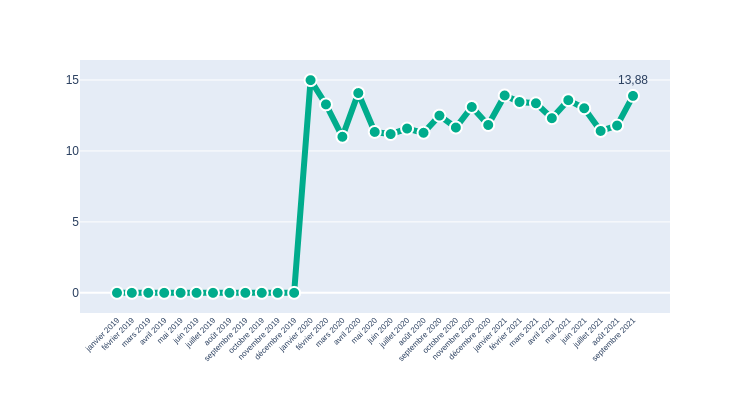 15
10
5
0
13,88
janvier 2019
février 2019
mars 2019
avril 2019
mai 2019
juin 2019
juillet 2019
août 2019
septembre 2019
octobre 2019
novembre 2019
décembre 2019
janvier 2020
février 2020
mars 2020
avril 2020
mai 2020
juin 2020
juillet 2020
août 2020
septembre 2020
octobre 2020
novembre 2020
décembre 2020
janvier 2021
février 2021
mars 2021
avril 2021
mai 2021
juin 2021
juillet 2021
août 2021
septembre 2021